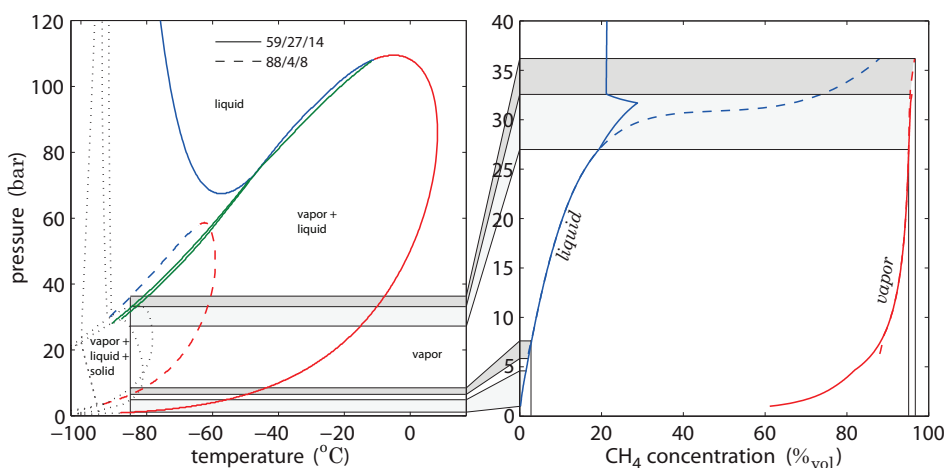 120
100
80
60
40
20
0
pressure (bar)
59/27/14
88/4/8
liquid
vapor +
liquid
vapor +
liquid +
solid
vapor
−100 −80 −60 −40 −20 0
temperature (°C)
40
35
30
25
20
15
10
5
0
liquid
vapor
0 20 40 60 80 100
CH4 concentration (%vol)